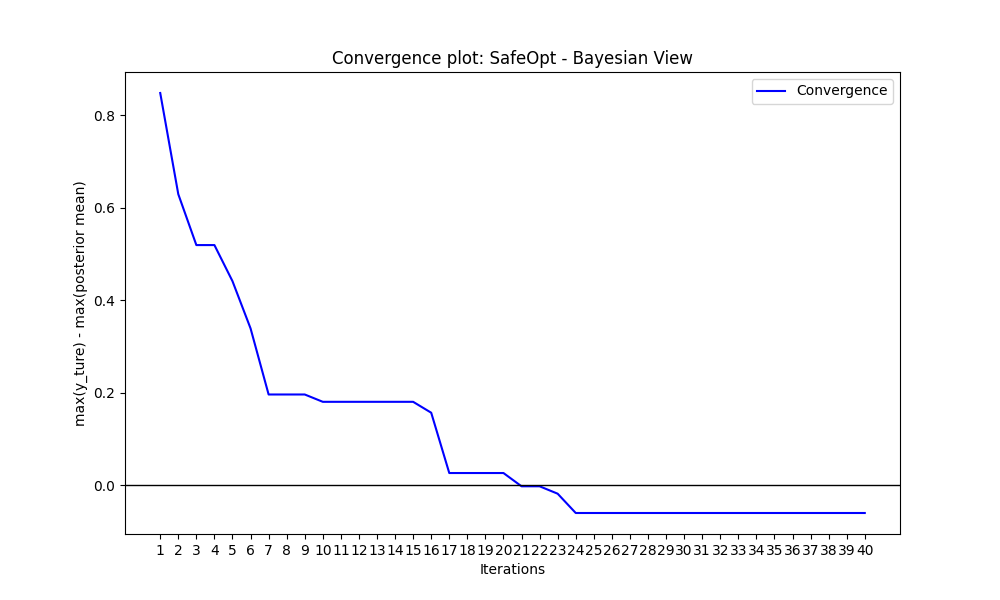 Convergence plot: SafeOpt - Bayesian View
Convergence
max(y_ture) - max(posterior mean)
0.8
0.6
0.4
0.2
0.0
1 2 3 4 5 6 7 8 9 10 11 12 13 14 15 16 17 18 19 20 21 22 23 24 25 26 27 28 29 30 31 32 33 34 35 36 37 38 39 40
Iterations